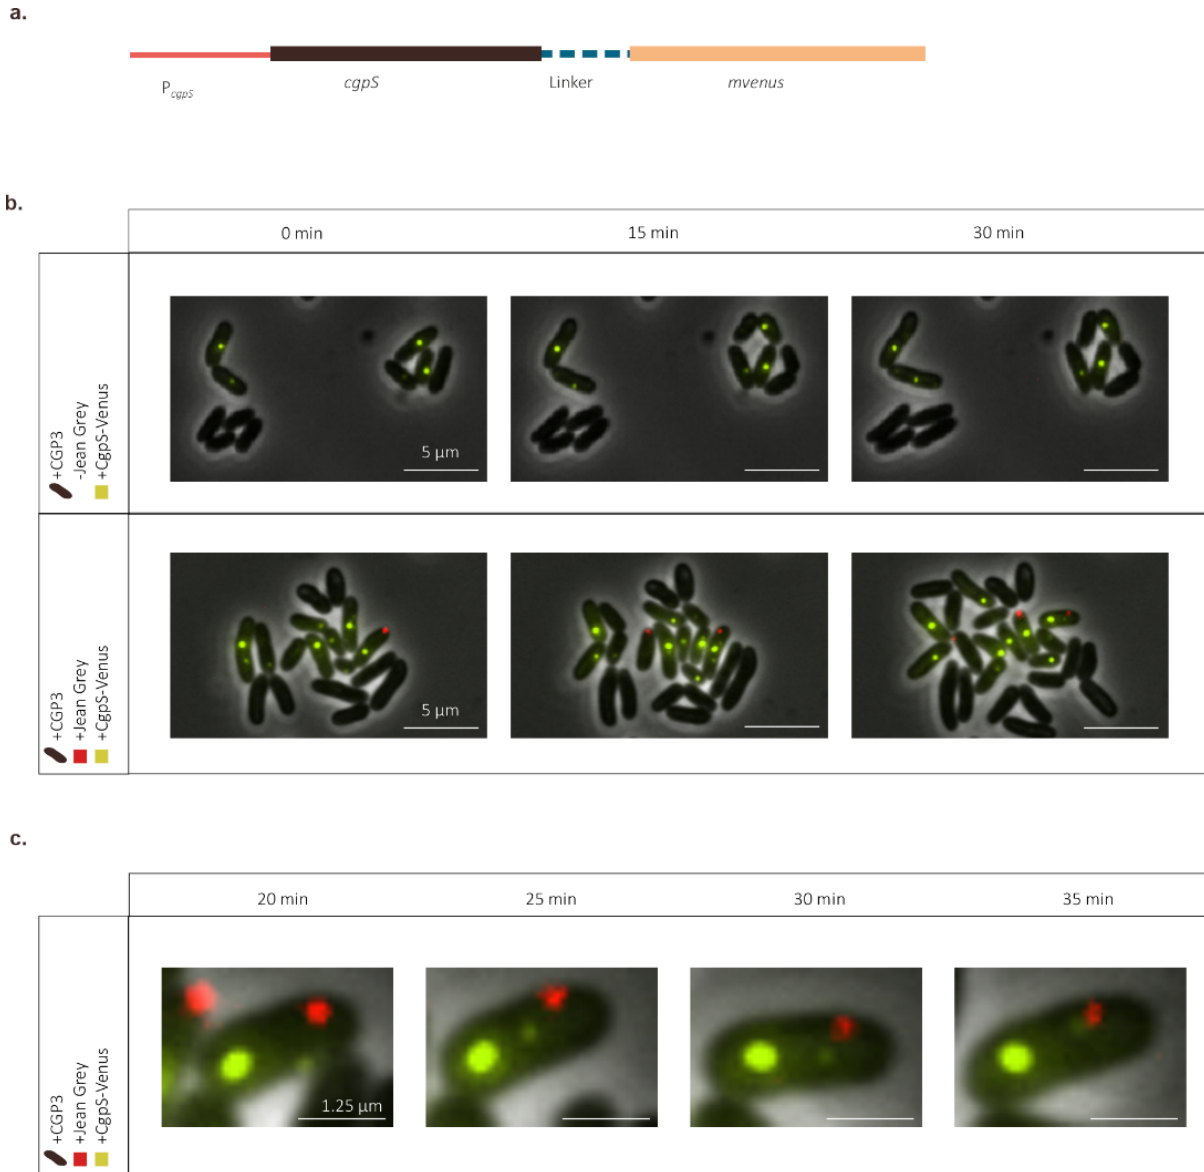 a.
P cgpS
cgpS
Linker
mvenus
b.
0 min
15 min
30 min
+CGP3
-Jean Grey
+CgpS-Venus
5 µm
+CGP3
+Jean Grey
+CgpS-Venus
5 µm
c.
20 min
25 min
30 min
35 min
+CGP3
+Jean Grey
+CgpS-Venus
1.25 µm